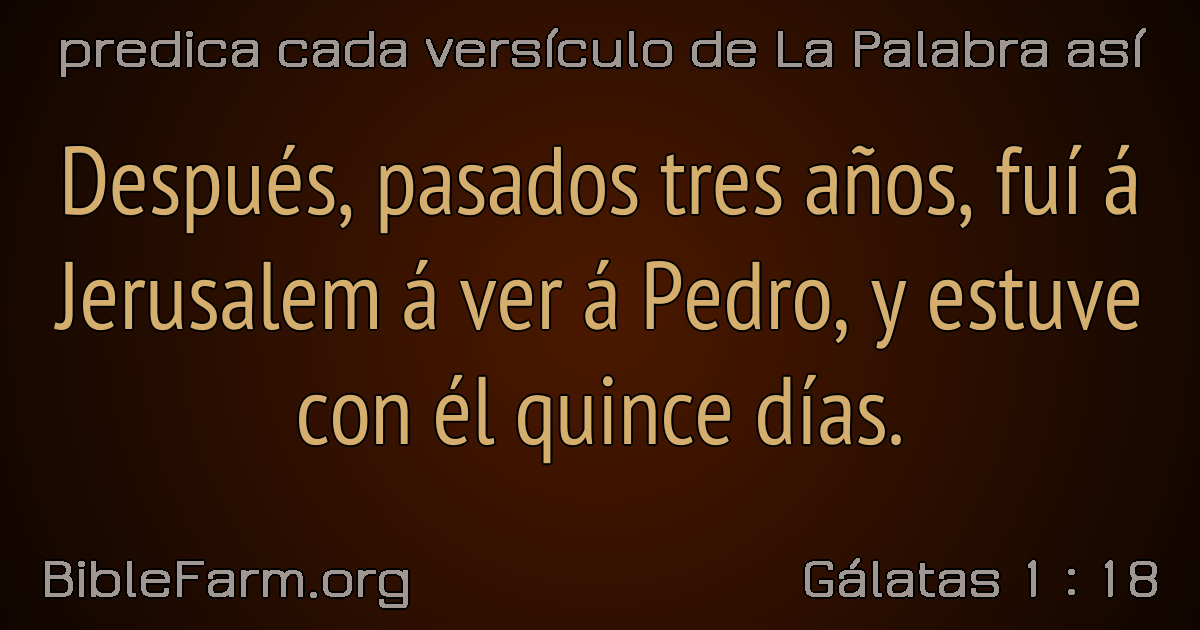 predica cada versículo de La Palabra así
Después, pasados tres años, fuí á
Jerusalem á ver á Pedro, y estuve
con él quince días.
BibleFarm.org
Gálatas 1 : 18